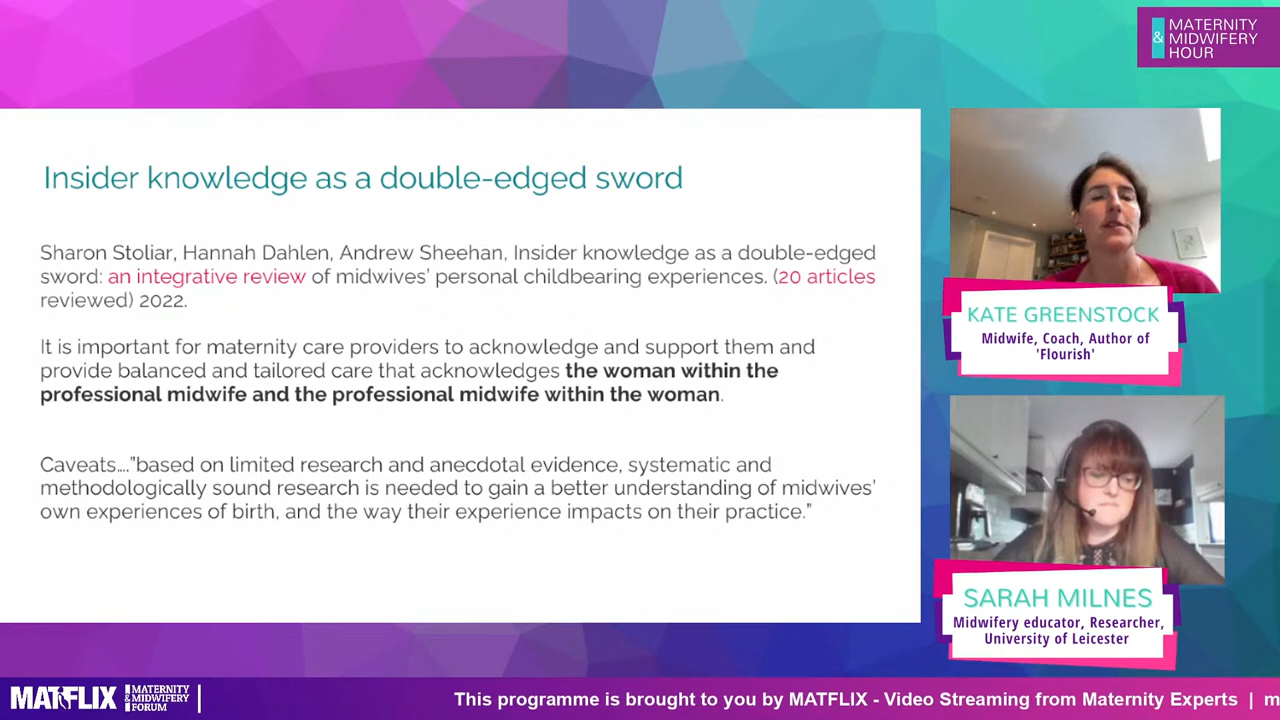 MATERNITY
& MIDWIFERY
HOUR
Insider knowledge as a double-edged sword
Sharon Stoliar, Hannah Dahlen, Andrew Sheehan, Insider knowledge as a double-edged
sword: an integrative review of midwives’ personal childbearing experiences. (20 articles
reviewed) 2022.
It is important for maternity care providers to acknowledge and support them and
provide balanced and tailored care that acknowledges the woman within the
professional midwife and the professional midwife within the woman.
Caveats....”based on limited research and anecdotal evidence, systematic and
methodologically sound research is needed to gain a better understanding of midwives’
own experiences of birth, and the way their experience impacts on their practice.”
KATE GREENSTOCK
Midwife, Coach, Author of
'Flourish'
SARAH MILNES
Midwifery educator, Researcher,
University of Leicester
MATFLIX
MATERNITY
& MIDWIFERY
FORUM
This programme is brought to you by MATFLIX - Video Streaming from Maternity Experts | m